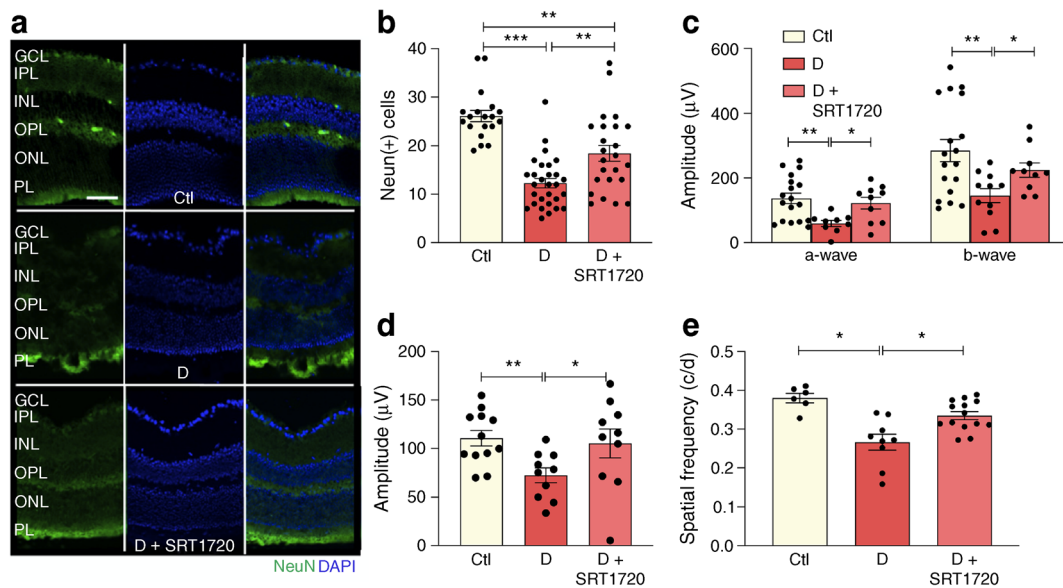 a
GCL
IPL
INL
OPL
ONL
PL
Ctl
GCL
IPL
INL
OPL
ONL
PL
D
GCL
IPL
INL
OPL
ONL
PL
D + SRT1720
NeuN DAPI
b
**
*** **
40
30
20
10
0
Neun(+) cells
Ctl D D +
SRT1720
c
Ctl
D
D +
SRT1720
** *
** *
600
400
200
0
Amplitude (µV)
a-wave b-wave
d
** *
200
150
100
50
0
Amplitude (µV)
Ctl D D +
SRT1720
e
* *
0.5
0.4
0.3
0.2
0.1
0
Spatial frequency (c/d)
Ctl D D +
SRT1720